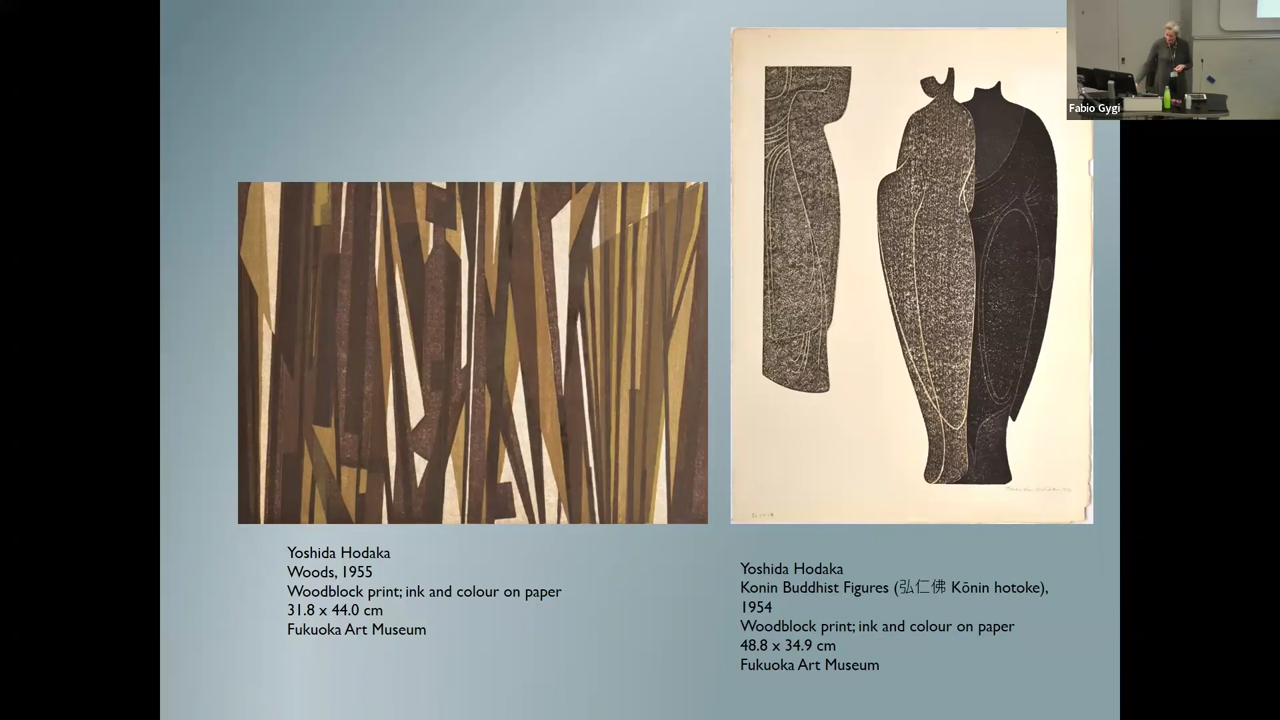 Fabio Gygi
Yoshida Hodaka
Woods, 1955
Woodblock print; ink and colour on paper
31.8 x 44.0 cm
Fukuoka Art Museum
Yoshida Hodaka
Konin Buddhist Figures (弘仁佛 Kōnin hotoke),
1954
Woodblock print; ink and colour on paper
48.8 x 34.9 cm
Fukuoka Art Museum